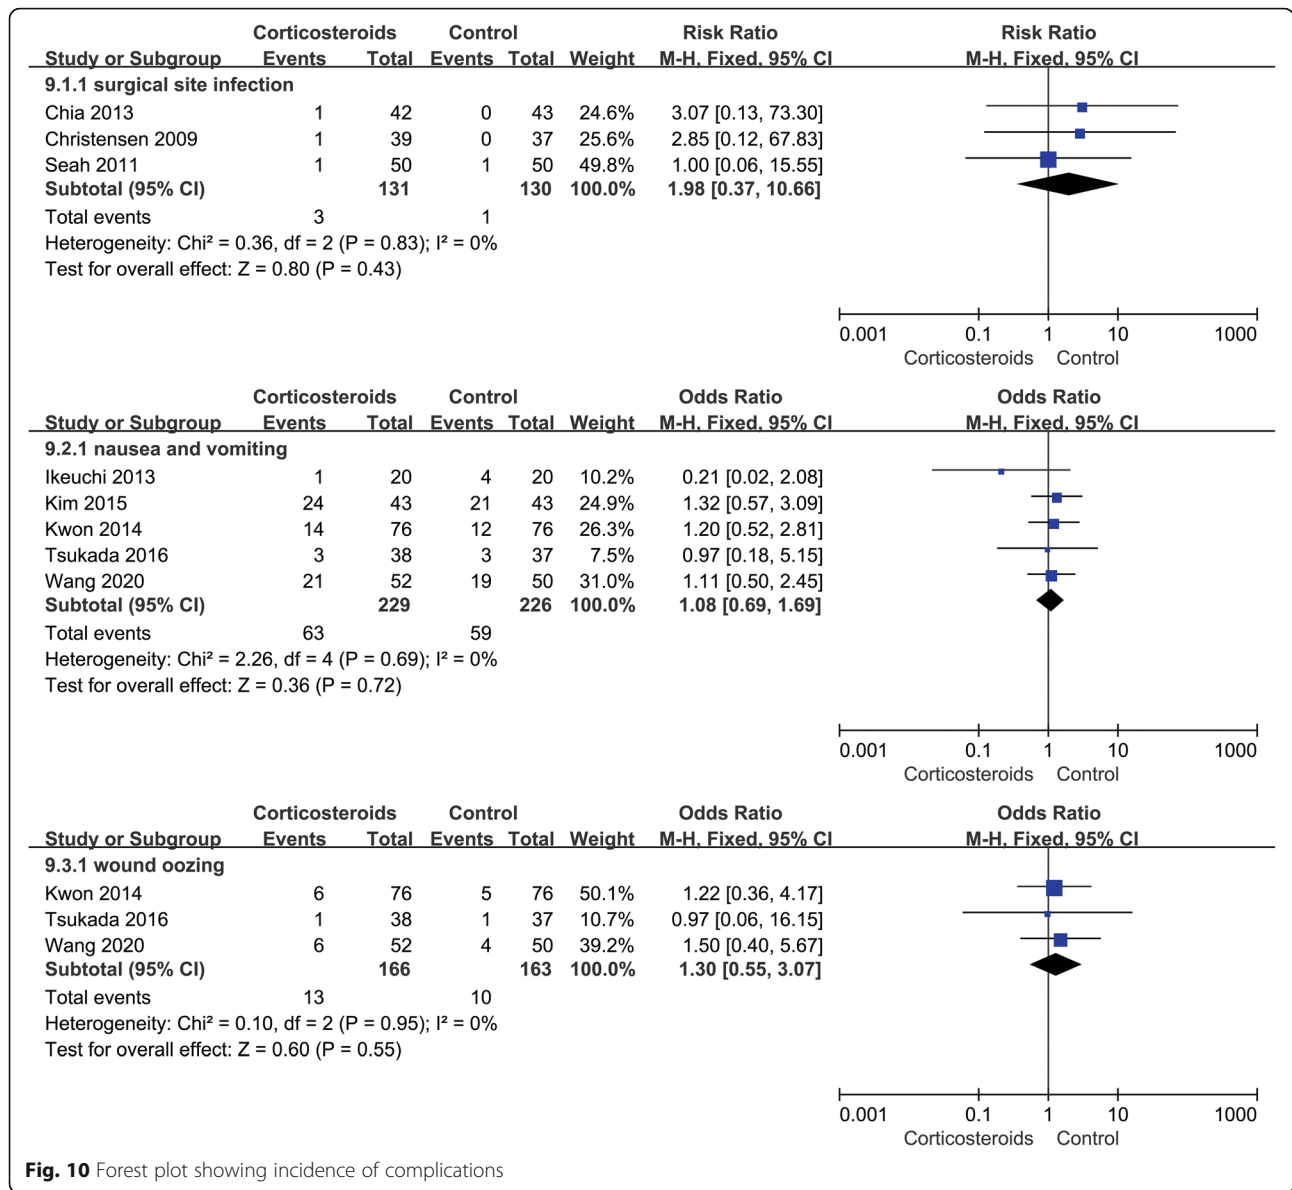 Corticosteroids Control Risk Ratio Risk Ratio
Study or Subgroup Events Total Events Total Weight M-H, Fixed, 95% CI M-H, Fixed, 95% CI
9.1.1 surgical site infection
Chia 2013 1 42 0 43 24.6% 3.07 [0.13, 73.30]
Christensen 2009 1 39 0 37 25.6% 2.85 [0.12, 67.83]
Seah 2011 1 50 1 50 49.8% 1.00 [0.06, 15.55]
Subtotal (95% CI) 131 130 100.0% 1.98 [0.37, 10.66]
Total events 3 1
Heterogeneity: Chi² = 0.36, df = 2 (P = 0.83); I² = 0%
Test for overall effect: Z = 0.80 (P = 0.43)
0.001 0.1 1 10 1000
Corticosteroids Control
Corticosteroids Control Odds Ratio Odds Ratio
Study or Subgroup Events Total Events Total Weight M-H, Fixed, 95% CI M-H, Fixed, 95% CI
9.2.1 nausea and vomiting
Ikeuchi 2013 1 20 4 20 10.2% 0.21 [0.02, 2.08]
Kim 2015 24 43 21 43 24.9% 1.32 [0.57, 3.09]
Kwon 2014 14 76 12 76 26.3% 1.20 [0.52, 2.81]
Tsukada 2016 3 38 3 37 7.5% 0.97 [0.18, 5.15]
Wang 2020 21 52 19 50 31.0% 1.11 [0.50, 2.45]
Subtotal (95% CI) 229 226 100.0% 1.08 [0.69, 1.69]
Total events 63 59
Heterogeneity: Chi² = 2.26, df = 4 (P = 0.69); I² = 0%
Test for overall effect: Z = 0.36 (P = 0.72)
0.001 0.1 1 10 1000
Corticosteroids Control
Corticosteroids Control Odds Ratio Odds Ratio
Study or Subgroup Events Total Events Total Weight M-H, Fixed, 95% CI M-H, Fixed, 95% CI
9.3.1 wound oozing
Kwon 2014 6 76 5 76 50.1% 1.22 [0.36, 4.17]
Tsukada 2016 1 38 1 37 10.7% 0.97 [0.06, 16.15]
Wang 2020 6 52 4 50 39.2% 1.50 [0.40, 5.67]
Subtotal (95% CI) 166 163 100.0% 1.30 [0.55, 3.07]
Total events 13 10
Heterogeneity: Chi² = 0.10, df = 2 (P = 0.95); I² = 0%
Test for overall effect: Z = 0.60 (P = 0.55)
0.001 0.1 1 10 1000
Corticosteroids Control
Fig. 10 Forest plot showing incidence of complications